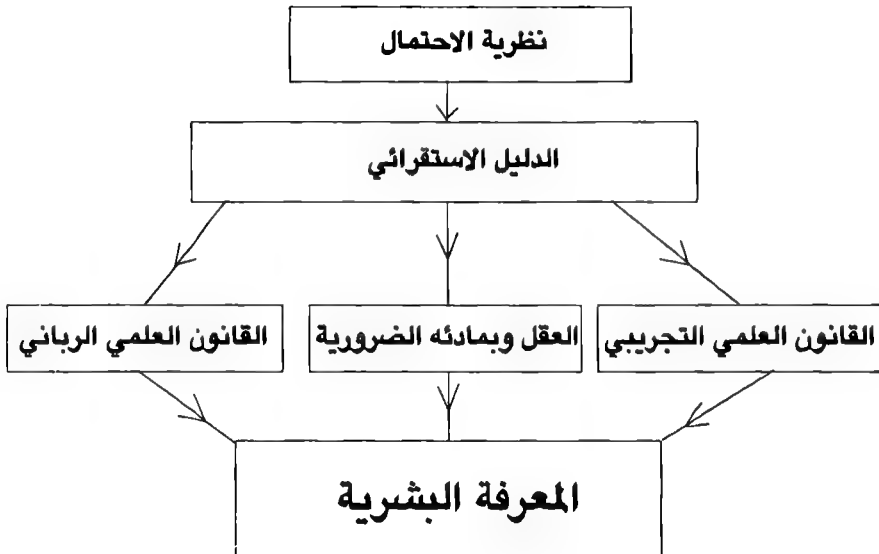 نظرية الاحتمال
الدليل الاستقرائي
القانون العلمي التجريبي
العقل وبمادئه الضرورية
القانون العلمي الرباني
المعرفة البشرية